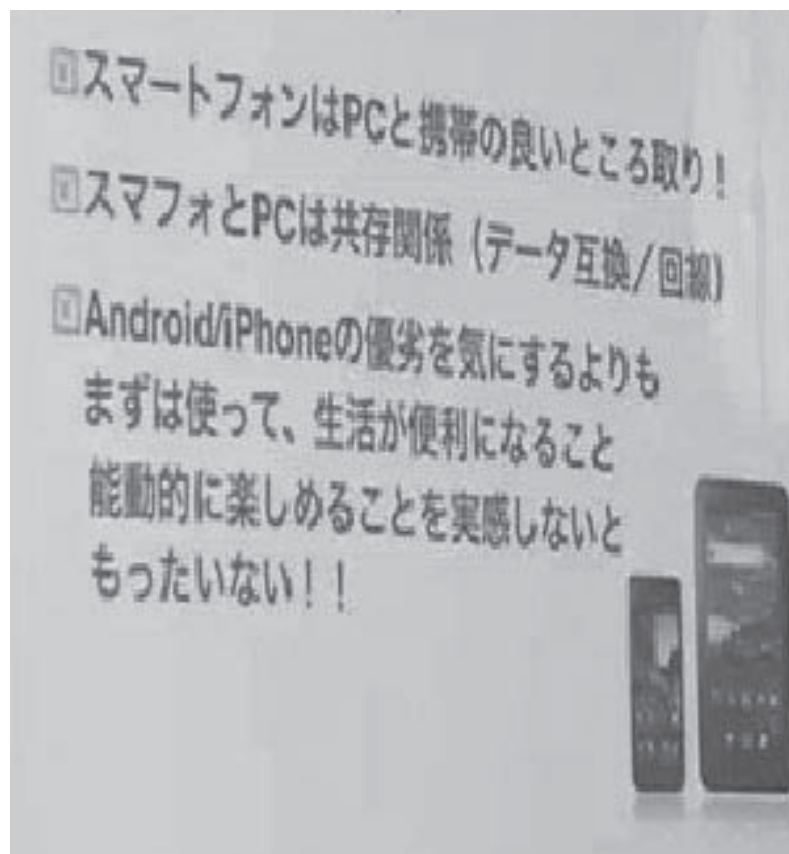 スマートフォンはPCと携帯の良いところ取り！
スマフォとPCは共存関係（データ互換/回線）
Android/iPhoneの優劣を気にするよりも
まずは使って、生活が便利になること
能動的に楽しめることを実感しないと
もったいない！！